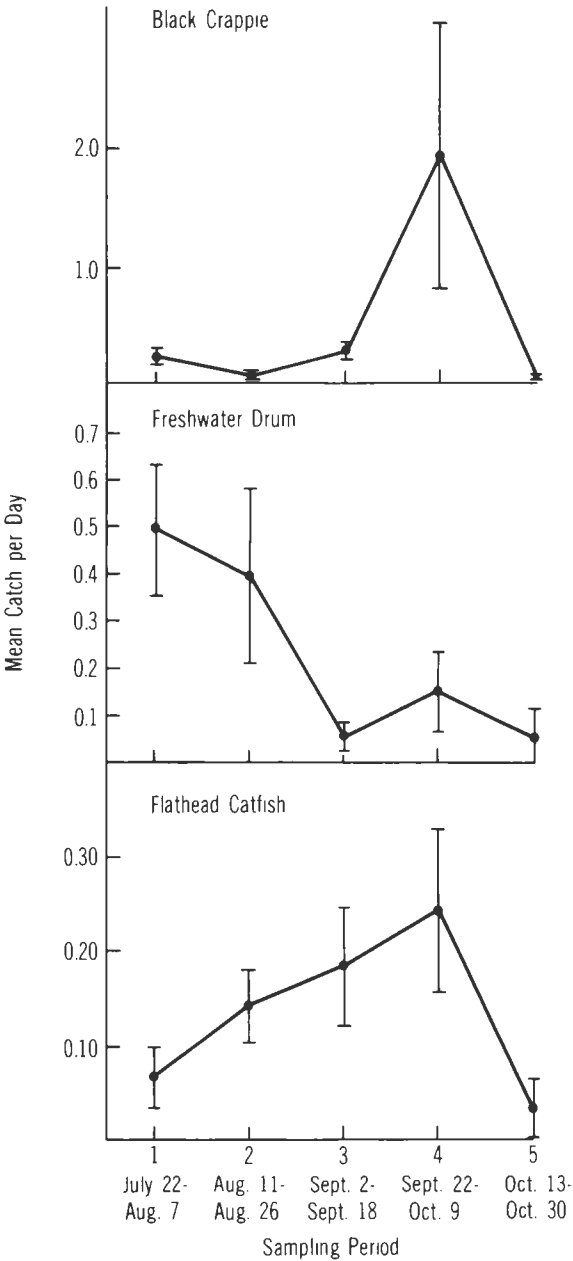 Black Crappie
2.0
1.0
Freshwater Drum
0.7
0.6
0.5
0.4
0.3
0.2
0.1
Mean Catch per Day
Flathead Catfish
0.30
0.20
0.10
1 2 3 4 5
July 22- Aug. 11- Sept. 2- Sept. 22- Oct. 13-
Aug. 7 Aug. 26 Sept. 18 Oct. 9 Oct. 30
Sampling Period